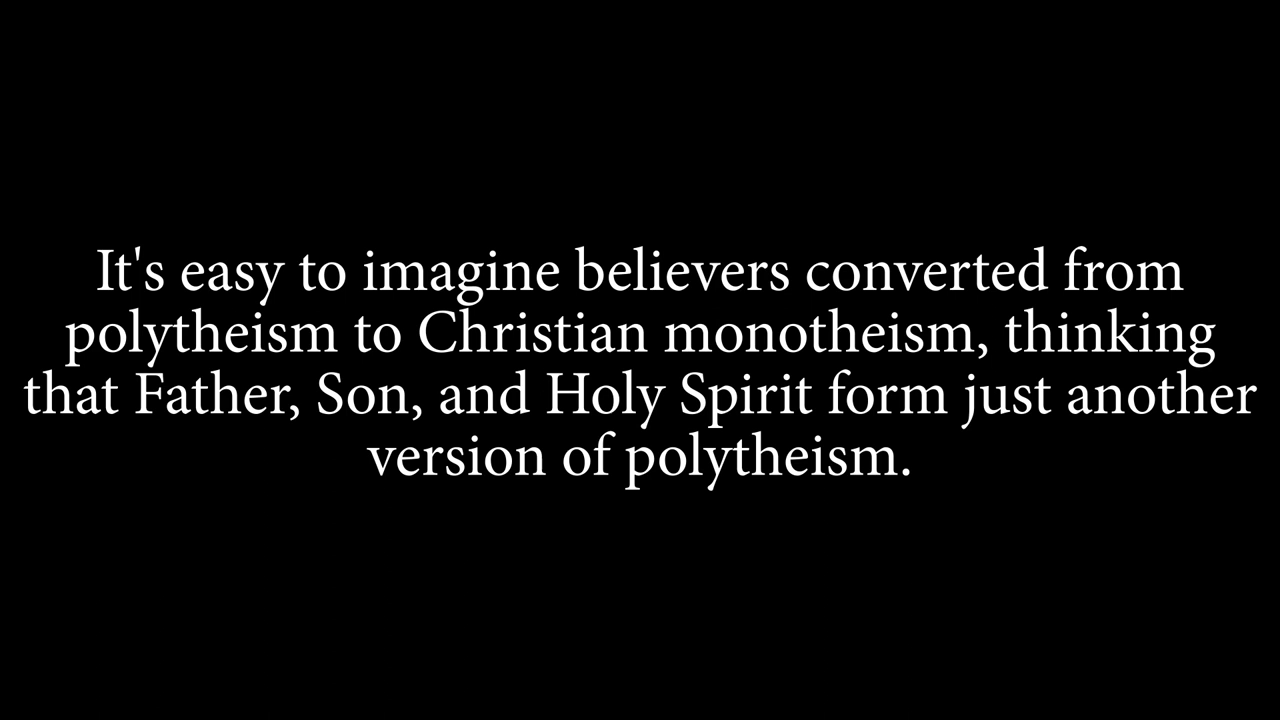 It's easy to imagine believers converted from
polytheism to Christian monotheism, thinking
that Father, Son, and Holy Spirit form just another
version of polytheism.